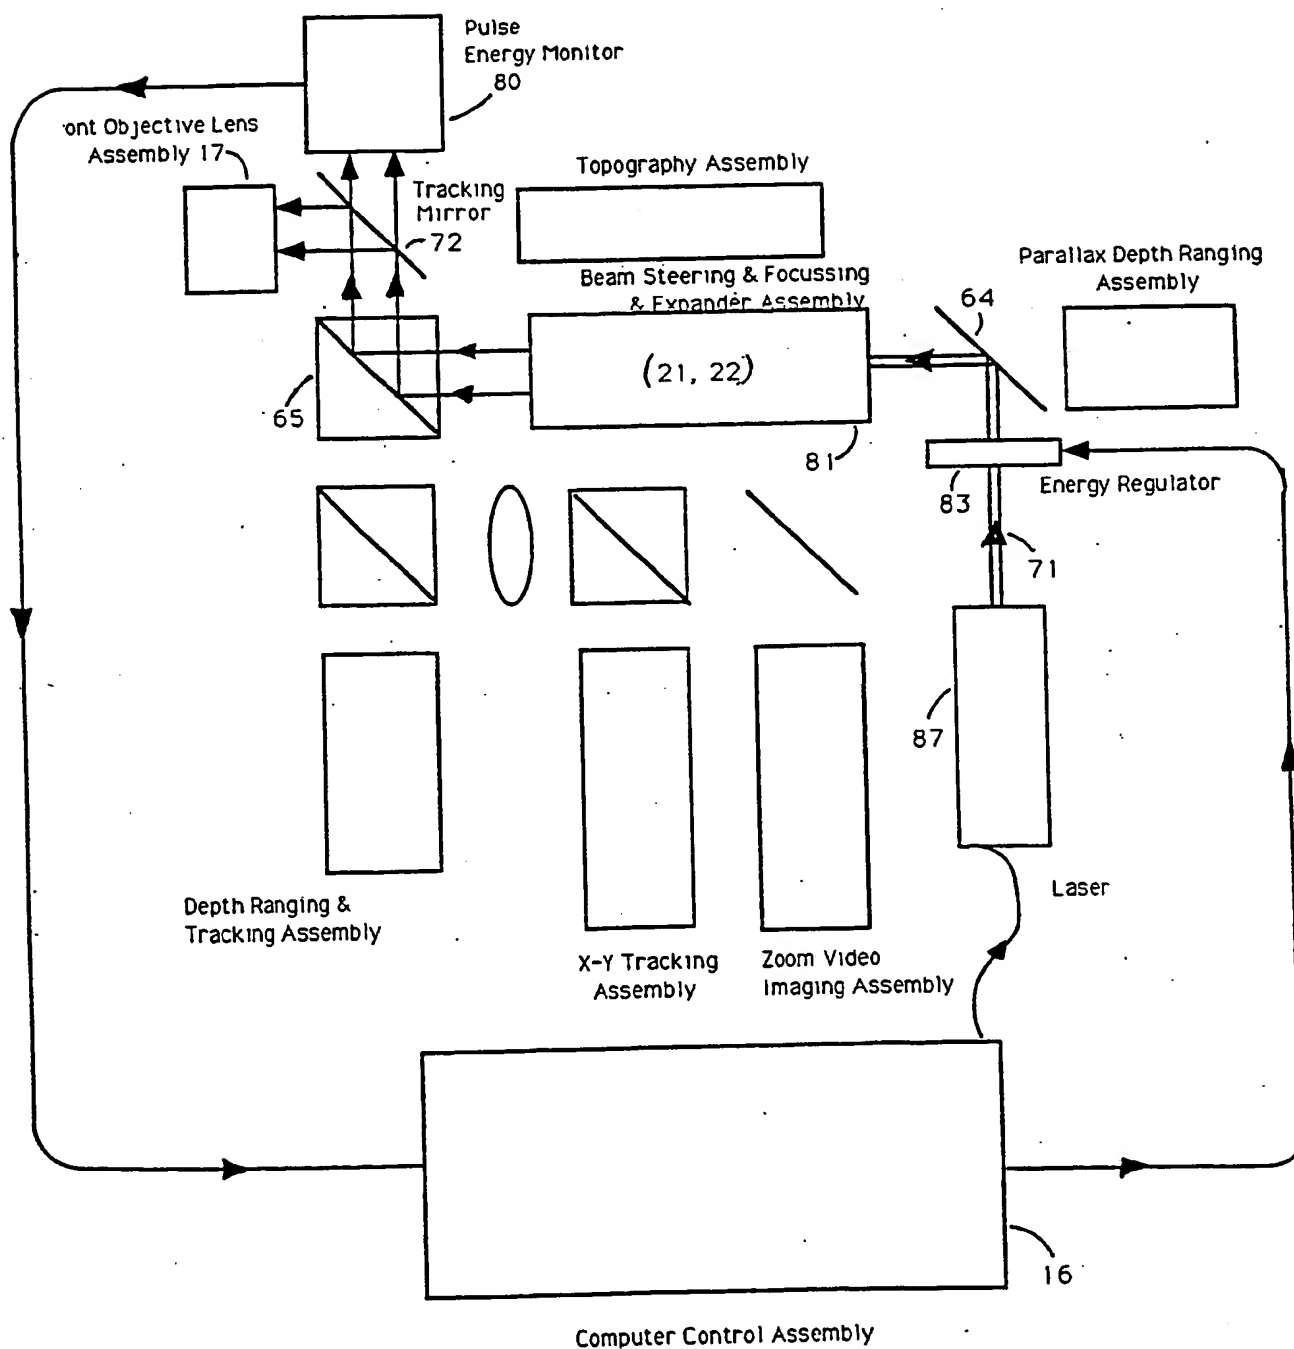 Pulse
Energy Monitor
80
ont Objective Lens
Assembly 17
Topography Assembly
Tracking
Mirror
72
Beam Steering & Focussing
& Expander Assembly
Parallax Depth Ranging
Assembly
64
(21, 22)
65
81
83
Energy Regulator
71
87
Laser
Depth Ranging &
Tracking Assembly
X-Y Tracking
Assembly
Zoom Video
Imaging Assembly
16
Computer Control Assembly